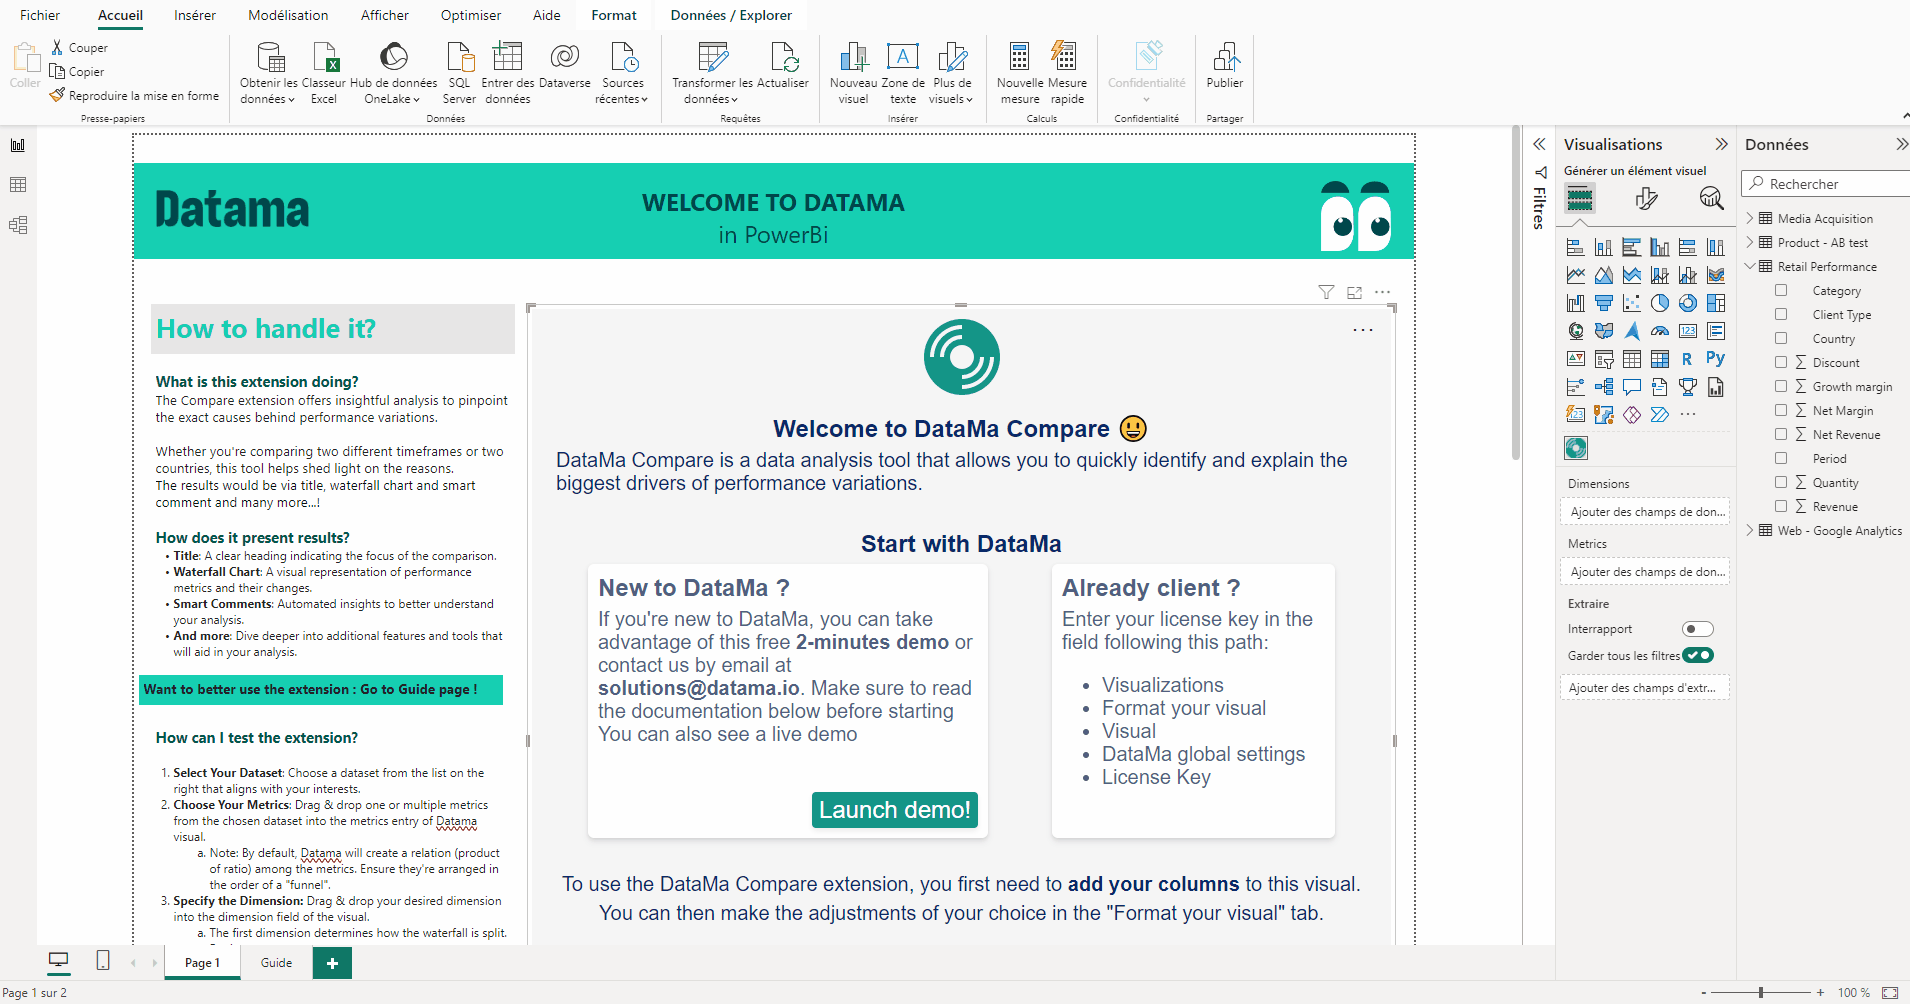 Fichier Accueil Insérer Modélisation Afficher Optimiser Aide Format Données / Explorer
Coller
Couper
Copier
Reproduire la mise en forme
Presse-papiers
Obtenir les données
Classeur Excel
Hub de données OneLake
SQL Server
Entrer des données
Dataverse
Sources récentes
Données
Transformer les données
Actualiser
Requêtes
Nouveau visuel
Zone de texte
Plus de visuels
Insérer
Nouvelle mesure
Mesure rapide
Calculs
Confidentialité
Confidentialité
Publier
Partager
Datama
WELCOME TO DATAMA
in PowerBi
How to handle it?
What is this extension doing?
The Compare extension offers insightful analysis to pinpoint
the exact causes behind performance variations.
Whether you're comparing two different timeframes or two
countries, this tool helps shed light on the reasons.
The results would be via title, waterfall chart and smart
comment and many more...!
How does it present results?
• Title: A clear heading indicating the focus of the comparison.
• Waterfall Chart: A visual representation of performance
metrics and their changes.
• Smart Comments: Automated insights to better understand
your analysis.
• And more: Dive deeper into additional features and tools that
will aid in your analysis.
Want to better use the extension : Go to Guide page !
How can I test the extension?
1. Select Your Dataset: Choose a dataset from the list on the
right that aligns with your interests.
2. Choose Your Metrics: Drag & drop one or multiple metrics
from the chosen dataset into the metrics entry of Datama
visual.
a. Note: By default, Datama will create a relation (product
of ratio) among the metrics. Ensure they're arranged in
the order of a "funnel".
3. Specify the Dimension: Drag & drop your desired dimension
into the dimension field of the visual.
a. The first dimension determines how the waterfall is split.
Welcome to DataMa Compare 😃
DataMa Compare is a data analysis tool that allows you to quickly identify and explain the
biggest drivers of performance variations.
Start with DataMa
New to DataMa ?
If you're new to DataMa, you can take
advantage of this free 2-minutes demo or
contact us by email at
solutions@datama.io. Make sure to read
the documentation below before starting
You can also see a live demo
Launch demo!
Already client ?
Enter your license key in the
field following this path:
• Visualizations
• Format your visual
• Visual
• DataMa global settings
• License Key
To use the DataMa Compare extension, you first need to add your columns to this visual.
You can then make the adjustments of your choice in the "Format your visual" tab.
Filtres
Visualisations
Générer un élément visuel
123
R
Py
123
Dimensions
Ajouter des champs de don...
Metrics
Ajouter des champs de don...
Extraire
Interrapport
Garder tous les filtres
Ajouter des champs d'extr...
Données
Rechercher
Media Acquisition
Product - AB test
Retail Performance
Category
Client Type
Country
∑ Discount
∑ Growth margin
∑ Net Margin
∑ Net Revenue
Period
∑ Quantity
∑ Revenue
Web - Google Analytics
Page 1 Guide +
Page 1 sur 2
- + 100 %